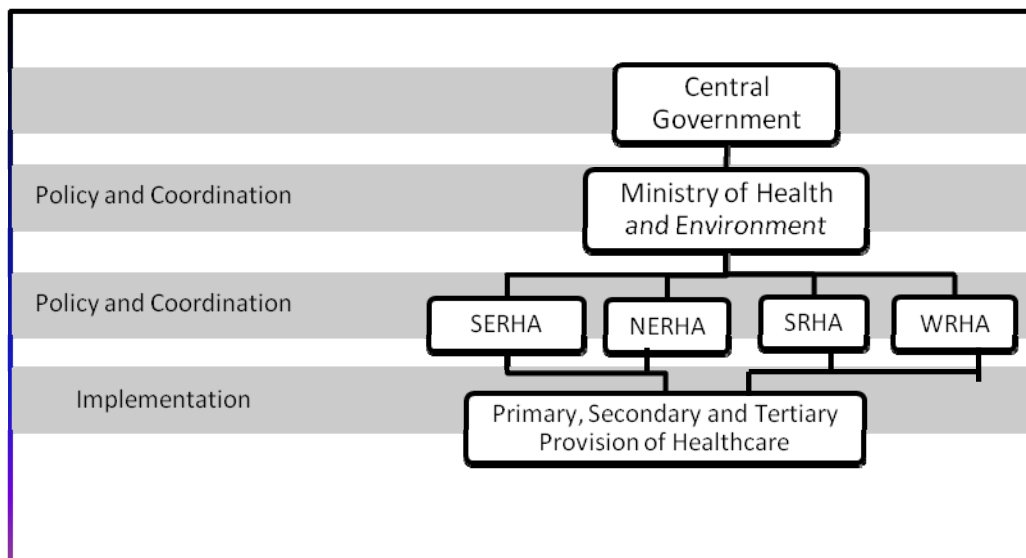 Central
Government
Policy and Coordination
Ministry of Health
and Environment
Policy and Coordination
SERHA
NERHA
SRHA
WRHA
Implementation
Primary, Secondary and Tertiary
Provision of Healthcare